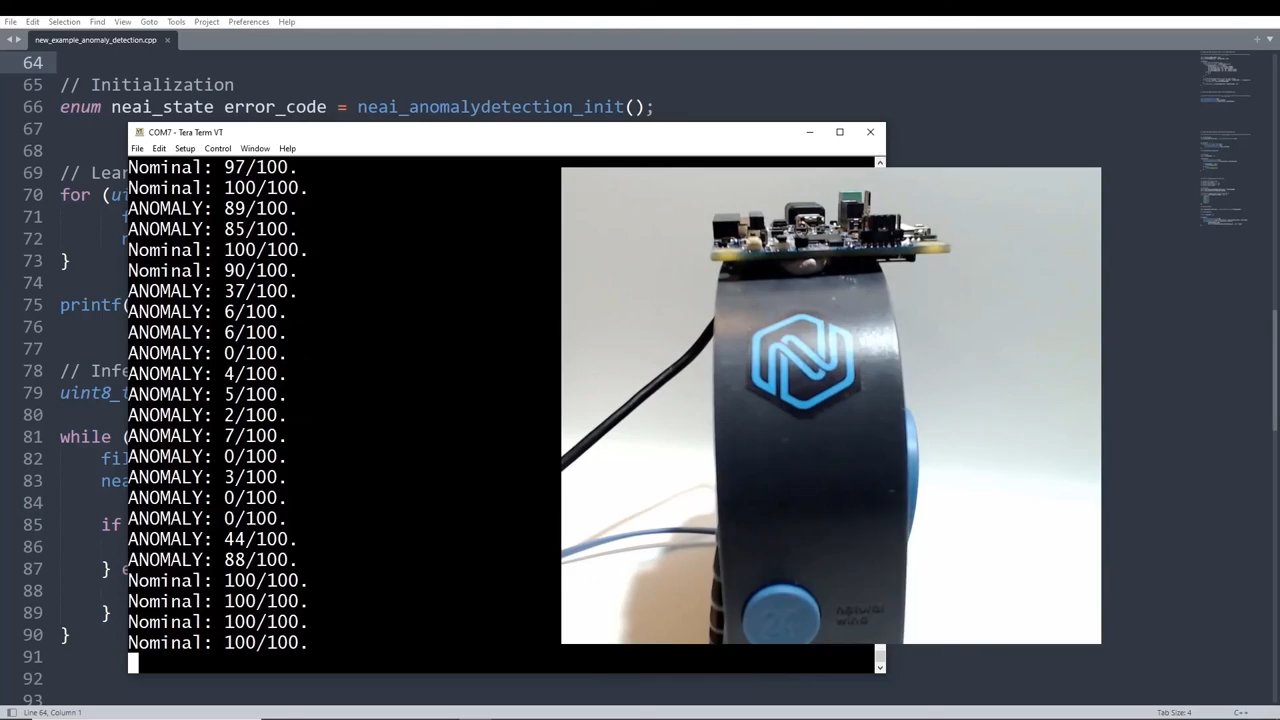 File Edit Selection Find View Goto Tools Project Preferences Help
new_example_anomaly_detection.cpp
64
65 // Initialization
66 enum neai_state error_code = neai_anomalydetection_init();
67
68
69 // Lear
70 for (ui
71 f
72 n
73 }
74
75 printf(
76
77
78 // Infe
79 uint8_t
80
81 while (
82 fil
83 nea
84
85 if
86
87 } e
88
89 }
90 }
91
92
93
COM7 - Tera Term VT
File Edit Setup Control Window Help
Nominal: 97/100.
Nominal: 100/100.
ANOMALY: 89/100.
ANOMALY: 85/100.
Nominal: 100/100.
Nominal: 90/100.
ANOMALY: 37/100.
ANOMALY: 6/100.
ANOMALY: 6/100.
ANOMALY: 0/100.
ANOMALY: 4/100.
ANOMALY: 5/100.
ANOMALY: 2/100.
ANOMALY: 7/100.
ANOMALY: 0/100.
ANOMALY: 3/100.
ANOMALY: 0/100.
ANOMALY: 0/100.
ANOMALY: 44/100.
ANOMALY: 88/100.
Nominal: 100/100.
Nominal: 100/100.
Nominal: 100/100.
Nominal: 100/100.
natural
wind
Line 64, Column 1
Tab Size: 4
C++